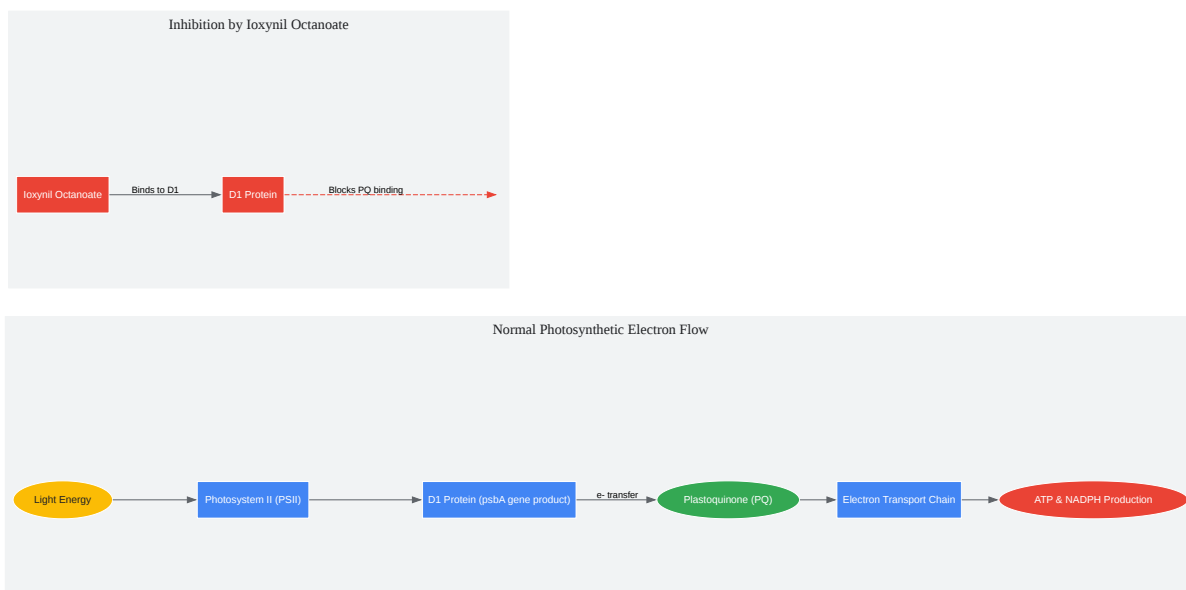 Inhibition by Ioxynil Octanoate
Ioxynil Octanoate
Binds to D1
D1 Protein
Blocks PQ binding
Normal Photosynthetic Electron Flow
Light Energy
Photosystem II (PSII)
D1 Protein (psbA gene product)
e- transfer
Plastoquinone (PQ)
Electron Transport Chain
ATP & NADPH Production